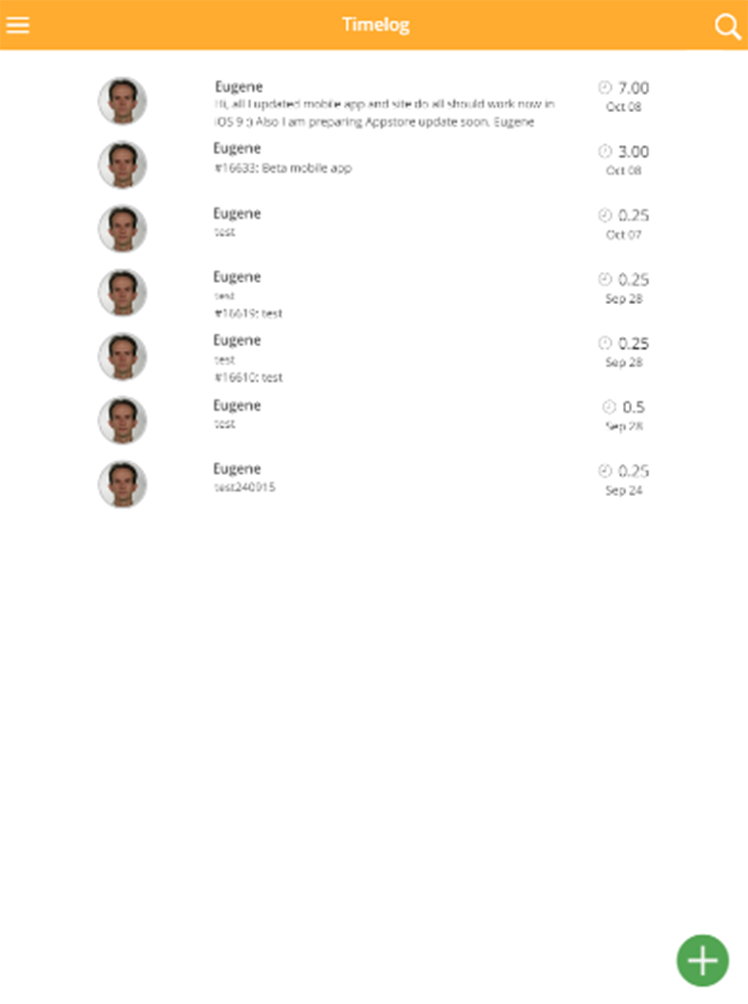 Timelog
Eugene
7.00
Hi, all I updated mobile app and site do all should work now in
Oct 08
iOS 9 :) Also I am preparing Appstore update soon. Eugene
Eugene
3.00
#16633: Beta mobile app
Oct 08
Eugene
0.25
test
Oct 07
Eugene
0.25
test
Sep 28
#16619: test
Eugene
0.25
test
Sep 28
#16610: test
Eugene
0.5
test
Sep 28
Eugene
0.25
test240915
Sep 24